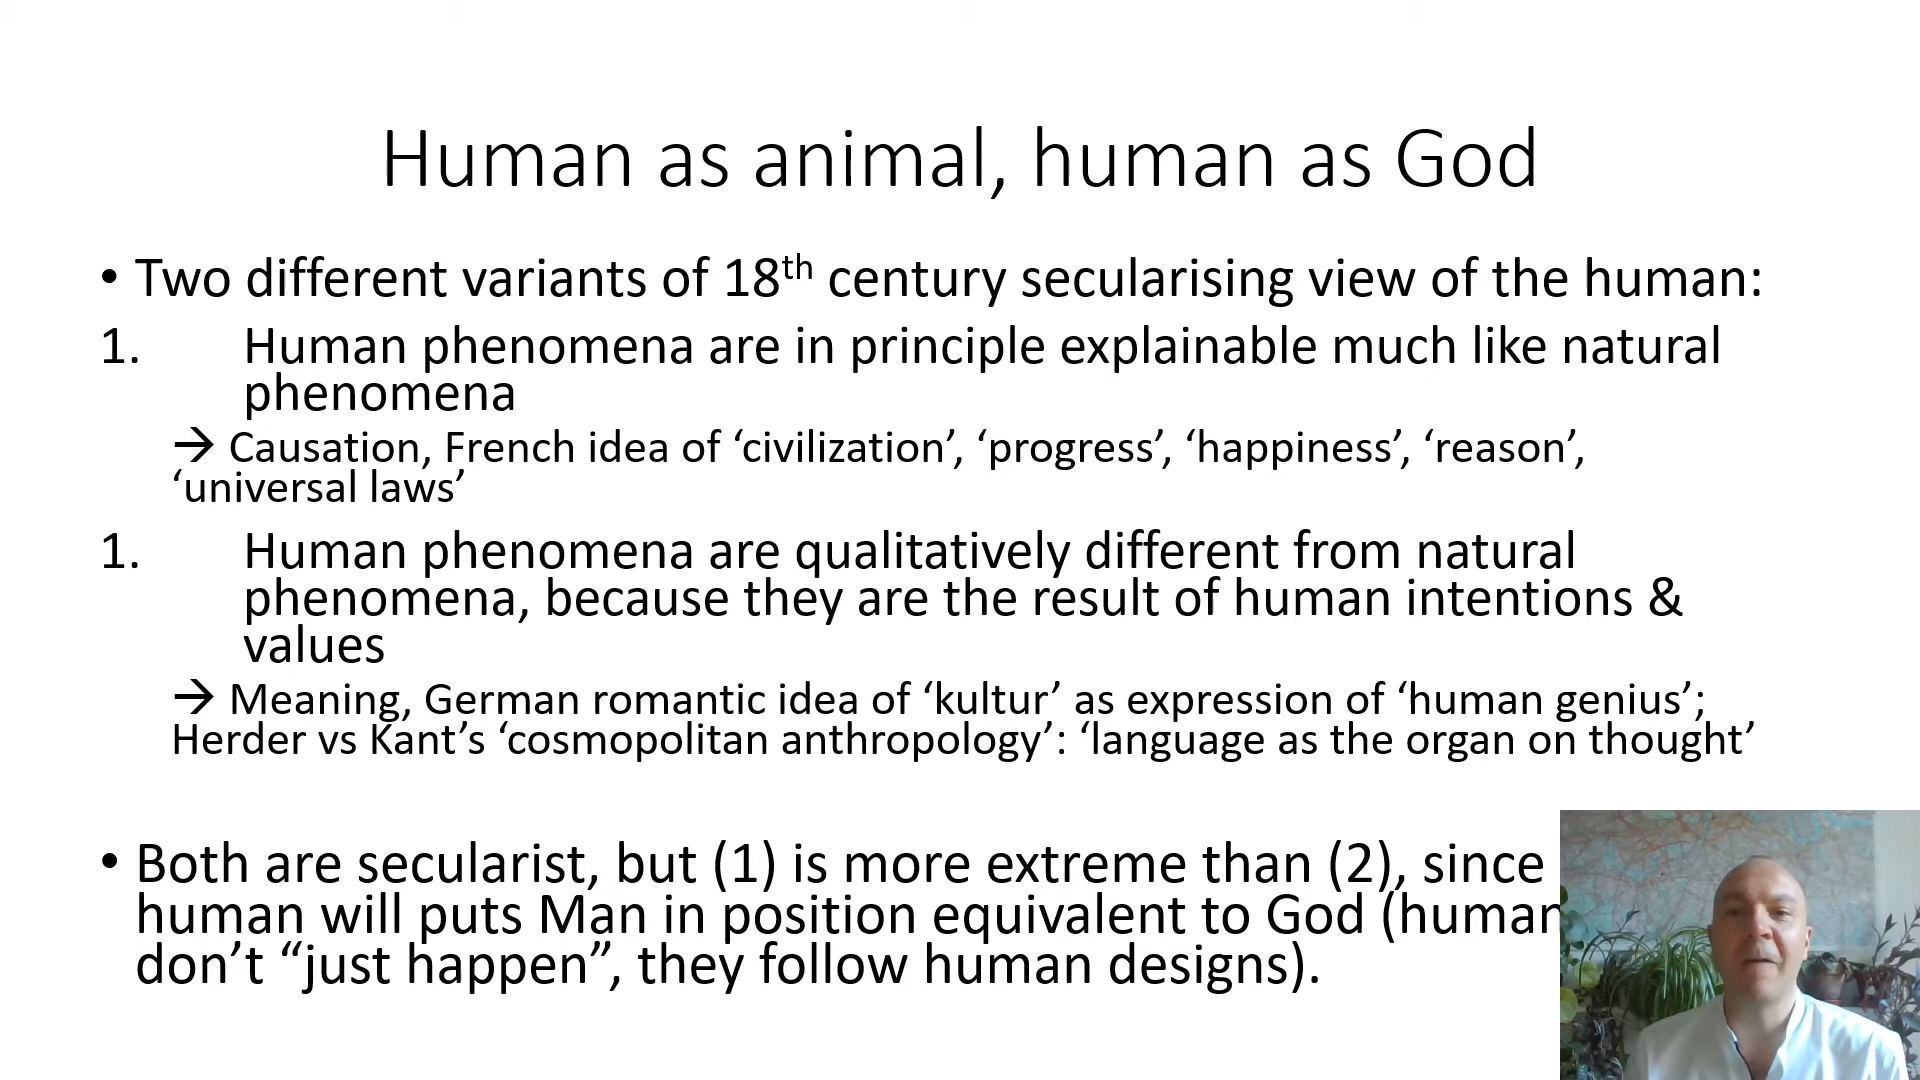 Human as animal, human as God
• Two different variants of 18th century secularising view of the human:
1. Human phenomena are in principle explainable much like natural
phenomena
→ Causation, French idea of ‘civilization’, ‘progress’, ‘happiness’, ‘reason’,
‘universal laws’
1. Human phenomena are qualitatively different from natural
phenomena, because they are the result of human intentions &
values
→ Meaning, German romantic idea of ‘kultur’ as expression of ‘human genius’;
Herder vs Kant’s ‘cosmopolitan anthropology’: ‘language as the organ on thought’
• Both are secularist, but (1) is more extreme than (2), since
human will puts Man in position equivalent to God (human
don’t “just happen”, they follow human designs).